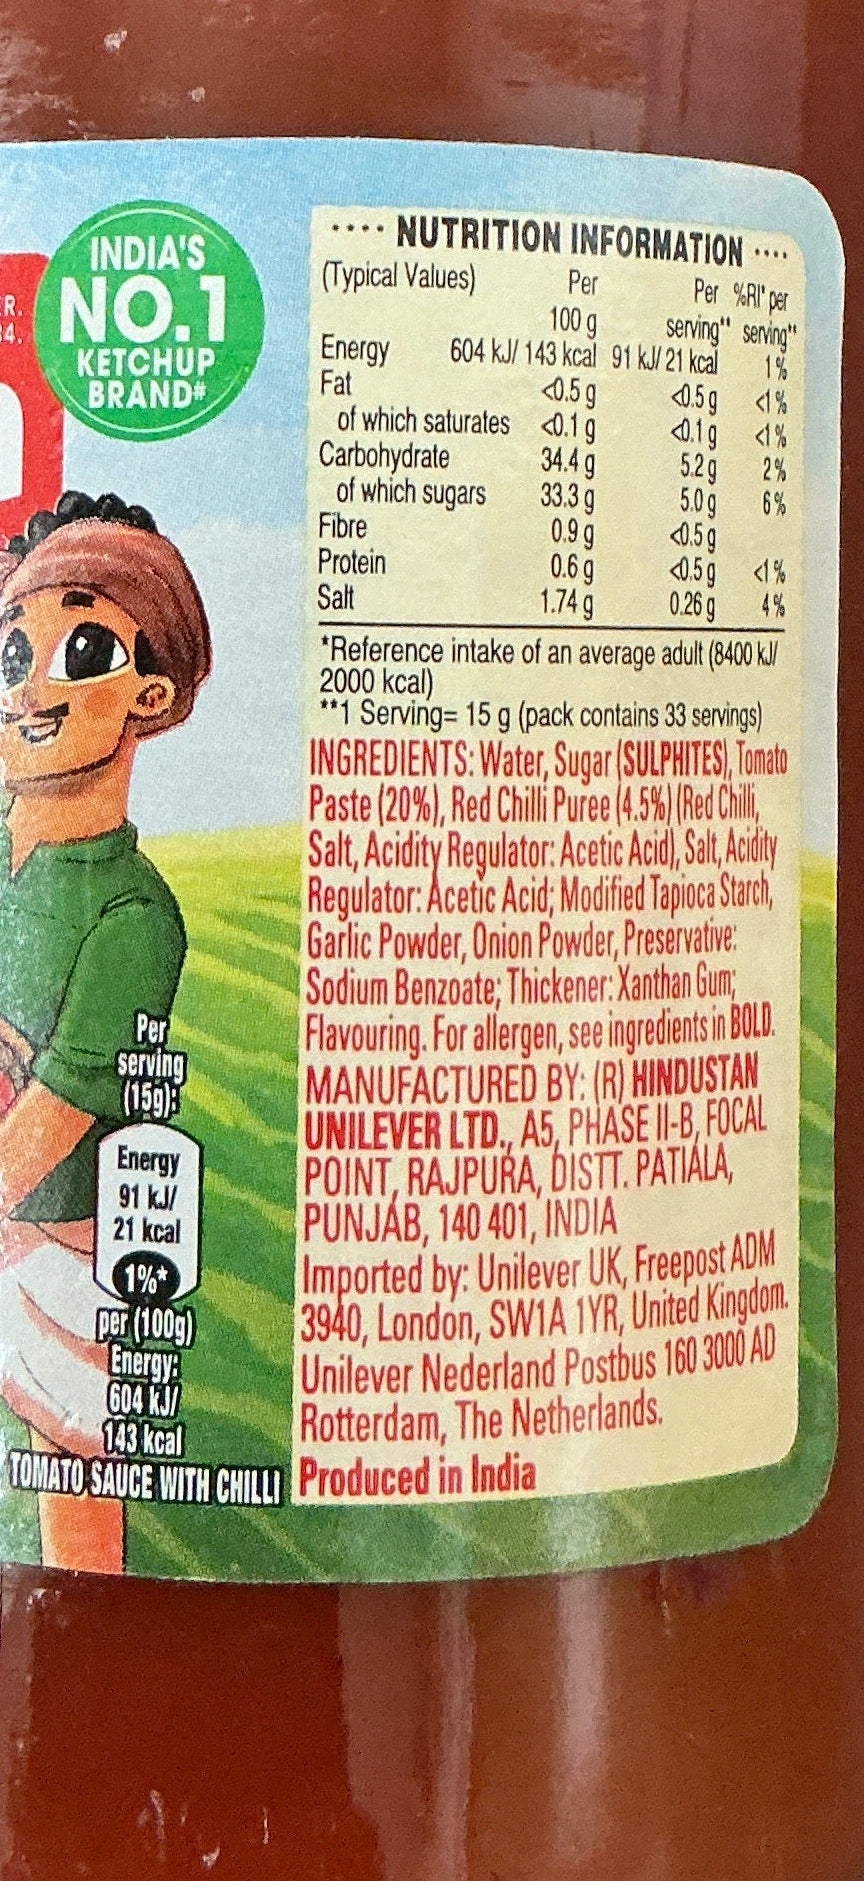 ER.
34.
INDIA'S
NO.1
KETCHUP
BRAND#
···· NUTRITION INFORMATION ····
(Typical Values) Per 100 g Per serving** %RI* per serving**
Energy 604 kJ/ 143 kcal 91 kJ/ 21 kcal 1%
Fat <0.5 g <0.5 g <1%
of which saturates <0.1 g <0.1 g <1%
Carbohydrate 34.4 g 5.2 g 2%
of which sugars 33.3 g 5.0 g 6%
Fibre 0.9 g <0.5 g
Protein 0.6 g <0.5 g <1%
Salt 1.74 g 0.26 g 4%
*Reference intake of an average adult (8400 kJ/
2000 kcal)
**1 Serving= 15 g (pack contains 33 servings)
INGREDIENTS: Water, Sugar (SULPHITES), Tomato
Paste (20%), Red Chilli Puree (4.5%) (Red Chilli,
Salt, Acidity Regulator: Acetic Acid), Salt, Acidity
Regulator: Acetic Acid; Modified Tapioca Starch,
Garlic Powder, Onion Powder, Preservative:
Sodium Benzoate; Thickener: Xanthan Gum;
Flavouring. For allergen, see ingredients in BOLD.
MANUFACTURED BY: (R) HINDUSTAN
UNILEVER LTD., A5, PHASE II-B, FOCAL
POINT, RAJPURA, DISTT. PATIALA,
PUNJAB, 140 401, INDIA
Imported by: Unilever UK, Freepost ADM
3940, London, SW1A 1YR, United Kingdom.
Unilever Nederland Postbus 160 3000 AD
Rotterdam, The Netherlands.
Produced in India
Per
serving
(15g):
Energy
91 kJ/
21 kcal
1%*
per (100g)
Energy:
604 kJ/
143 kcal
TOMATO SAUCE WITH CHILLI